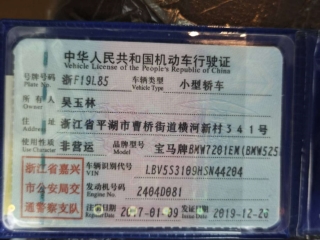 中华人民共和国机动车行驶证
Vehicle License of the People's Republic of China
号牌号码 浙F19L85 车辆类型 小型轿车
Plate No. Vehicle Type
所有人 吴玉林
Owner
住址 浙江省平湖市曹桥街道横河新村341号
Address
使用性质 非营运 品牌型号 宝马牌BMW7201EM(BMW525
Use Character Model
浙江省嘉兴市公安局交通警察支队
车辆识别代号 LBV5S3109HSN44204
VIN
发动机号码 2404D081
Engine No.
注册日期 2017-01-09 发证日期 2019-12-20